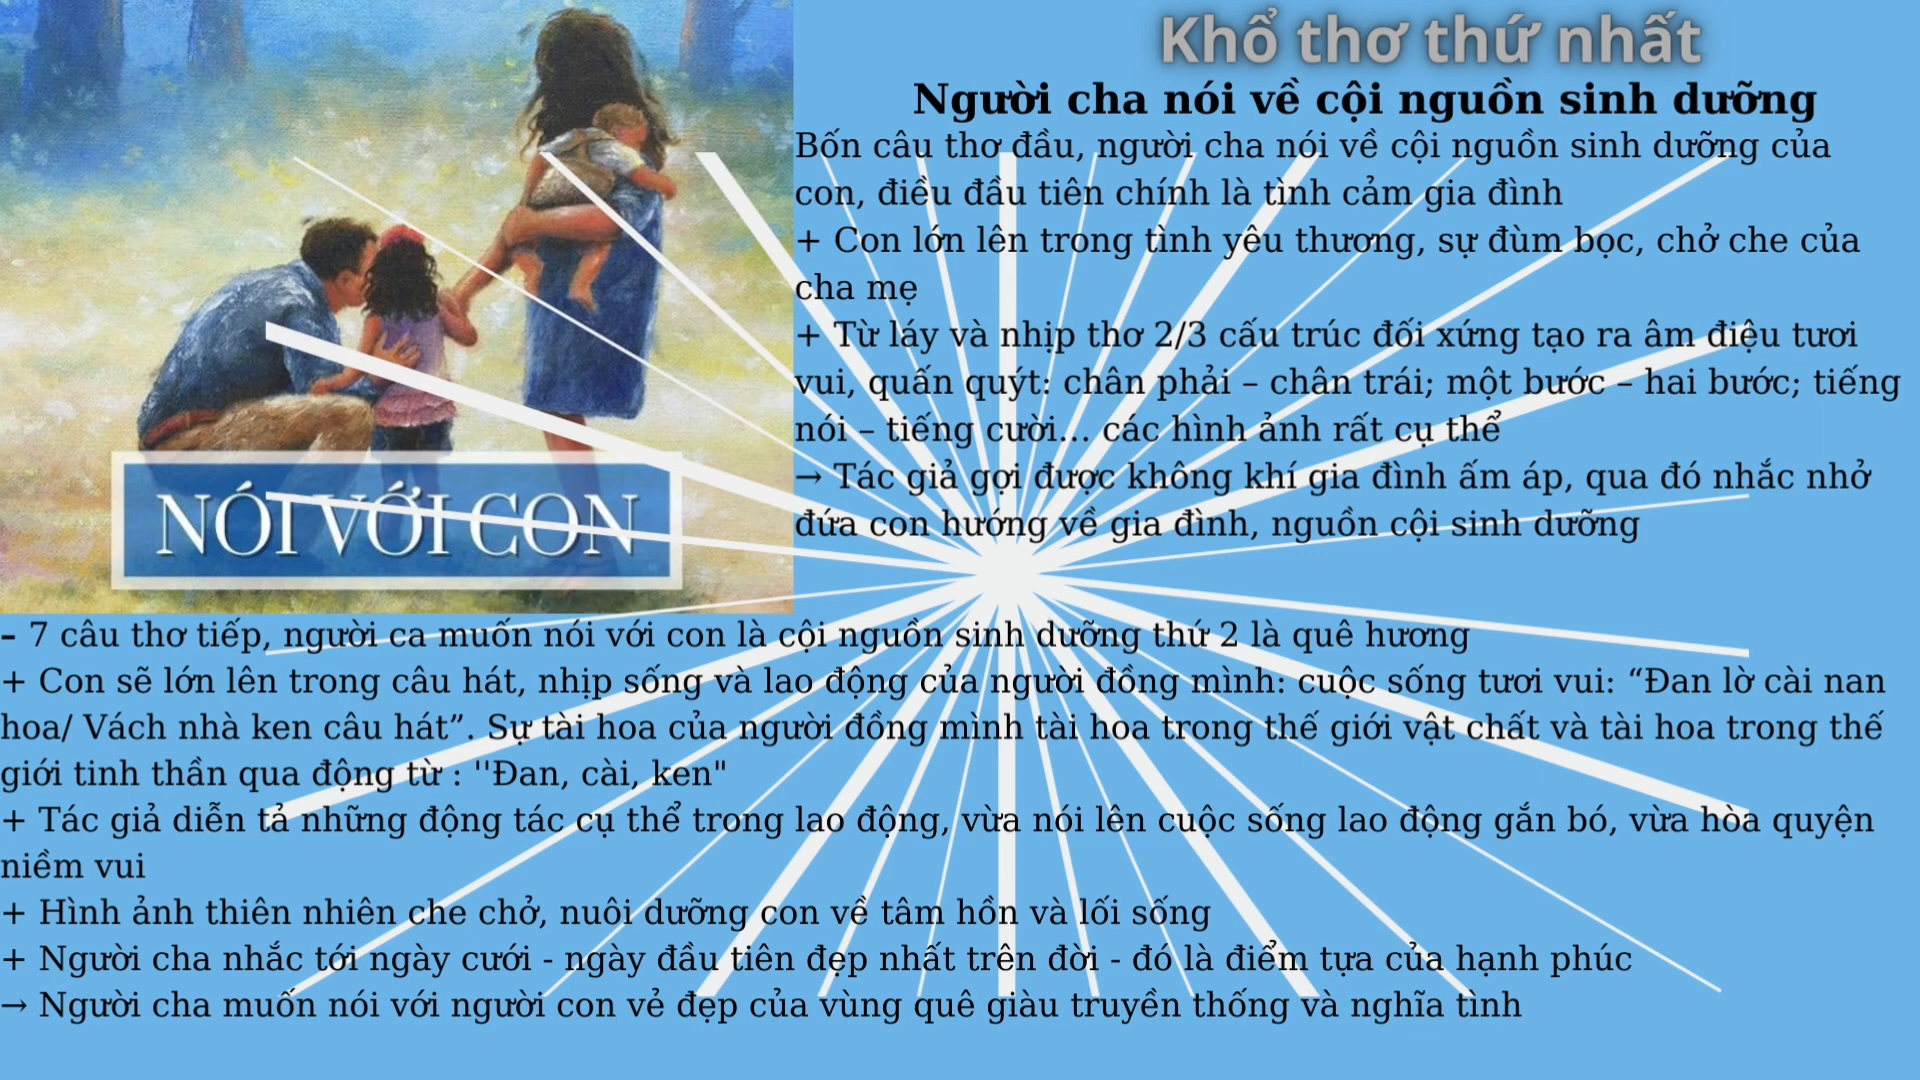 Khổ thơ thứ nhất
Người cha nói về cội nguồn sinh dưỡng
Bốn câu thơ đầu, người cha nói về cội nguồn sinh dưỡng của
con, điều đầu tiên chính là tình cảm gia đình
+ Con lớn lên trong tình yêu thương, sự đùm bọc, chở che của
cha mẹ
+ Từ láy và nhịp thơ 2/3 cấu trúc đối xứng tạo ra âm điệu tươi
vui, quấn quýt: chân phải – chân trái; một bước – hai bước; tiếng
nói – tiếng cười... các hình ảnh rất cụ thể
→ Tác giả gợi được không khí gia đình ấm áp, qua đó nhắc nhở
đứa con hướng về gia đình, nguồn cội sinh dưỡng
NÓI VỚI CON
– 7 câu thơ tiếp, người ca muốn nói với con là cội nguồn sinh dưỡng thứ 2 là quê hương
+ Con sẽ lớn lên trong câu hát, nhịp sống và lao động của người đồng mình: cuộc sống tươi vui: “Đan lờ cài nan
hoa/ Vách nhà ken câu hát”. Sự tài hoa của người đồng mình tài hoa trong thế giới vật chất và tài hoa trong thế
giới tinh thần qua động từ : ''Đan, cài, ken"
+ Tác giả diễn tả những động tác cụ thể trong lao động, vừa nói lên cuộc sống lao động gắn bó, vừa hòa quyện
niềm vui
+ Hình ảnh thiên nhiên che chở, nuôi dưỡng con về tâm hồn và lối sống
+ Người cha nhắc tới ngày cưới - ngày đầu tiên đẹp nhất trên đời - đó là điểm tựa của hạnh phúc
→ Người cha muốn nói với người con vẻ đẹp của vùng quê giàu truyền thống và nghĩa tình